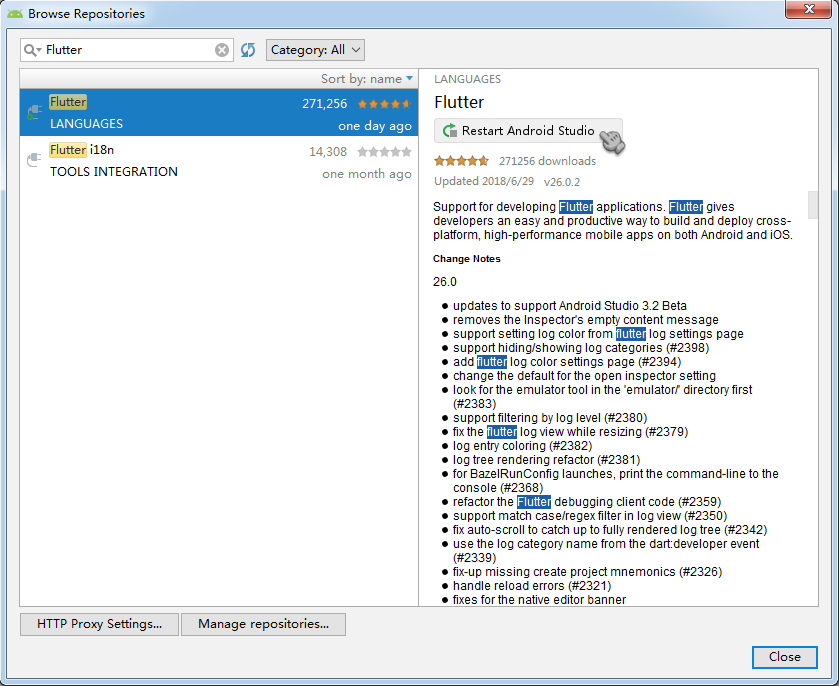 Browse Repositories
Flutter
Category: All
Sort by: name
Flutter
271,256
LANGUAGES
one day ago
Flutter i18n
14,308
TOOLS INTEGRATION
one month ago
LANGUAGES
Flutter
Restart Android Studio
271256 downloads
Updated 2018/6/29 v26.0.2
Support for developing Flutter applications. Flutter gives
developers an easy and productive way to build and deploy cross-
platform, high-performance mobile apps on both Android and iOS.
Change Notes
26.0
• updates to support Android Studio 3.2 Beta
• removes the Inspector's empty content message
• support setting log color from flutter log settings page
• support hiding/showing log categories (#2398)
• add flutter log color settings page (#2394)
• change the default for the open inspector setting
• look for the emulator tool in the 'emulator/' directory first
(#2383)
• support filtering by log level (#2380)
• fix the flutter log view while resizing (#2379)
• log entry coloring (#2382)
• log tree rendering refactor (#2381)
• for BazelRunConfig launches, print the command-line to the
console (#2368)
• refactor the Flutter debugging client code (#2359)
• support match case/regex filter in log view (#2350)
• fix auto-scroll to catch up to fully rendered log tree (#2342)
• use the log category name from the dart:developer event
(#2339)
• fix-up missing create project mnemonics (#2326)
• handle reload errors (#2321)
• fixes for the native editor banner
HTTP Proxy Settings...
Manage repositories...
Close